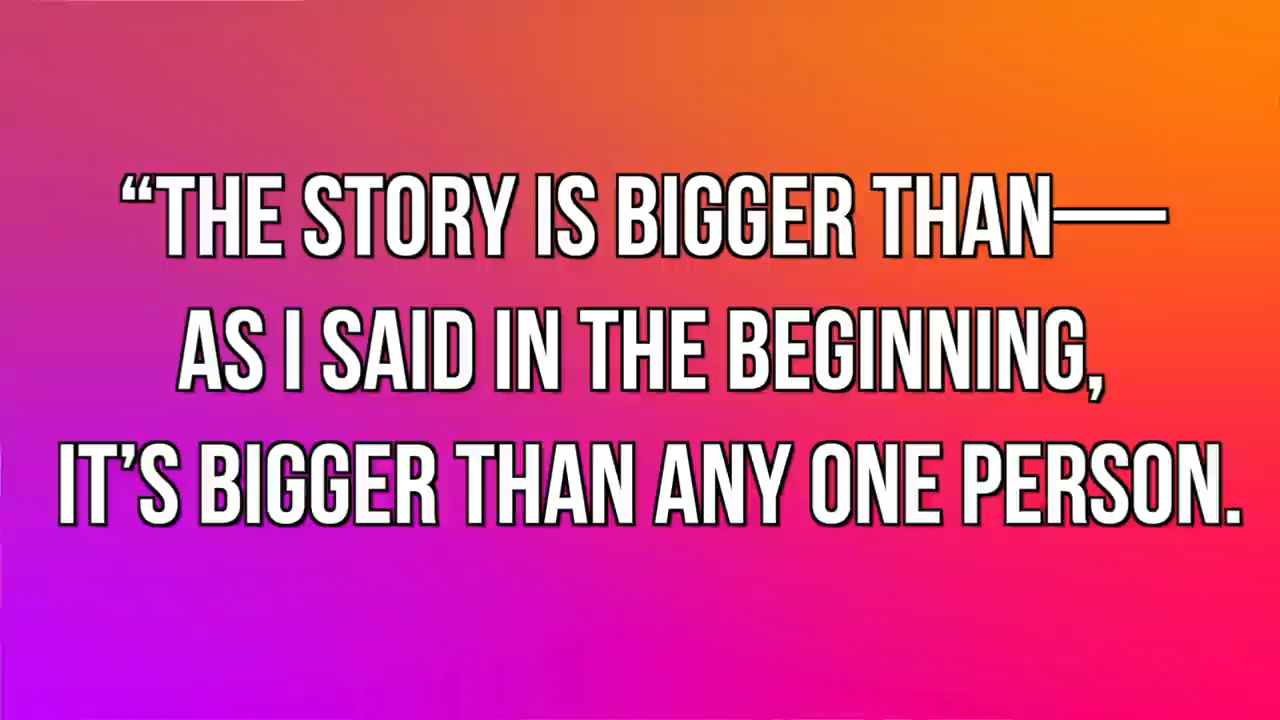 “THE STORY IS BIGGER THAN—
AS I SAID IN THE BEGINNING,
IT’S BIGGER THAN ANY ONE PERSON.